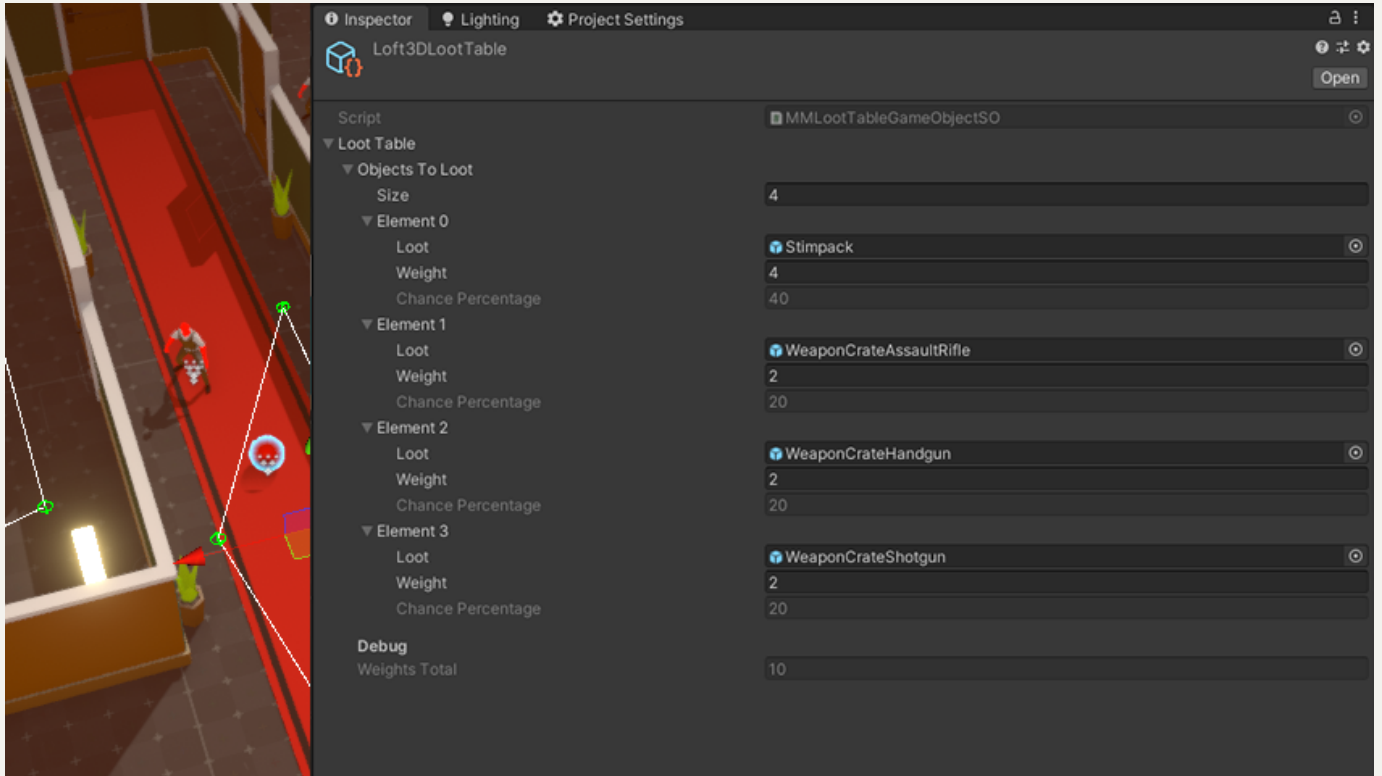 Inspector Lighting Project Settings
Loft3DLootTable
Open
Script MMLootTableGameObjectSO
Loot Table
Objects To Loot
Size 4
Element 0
Loot Stimpack
Weight 4
Chance Percentage 40
Element 1
Loot WeaponCrateAssaultRifle
Weight 2
Chance Percentage 20
Element 2
Loot WeaponCrateHandgun
Weight 2
Chance Percentage 20
Element 3
Loot WeaponCrateShotgun
Weight 2
Chance Percentage 20
Debug
Weights Total 10